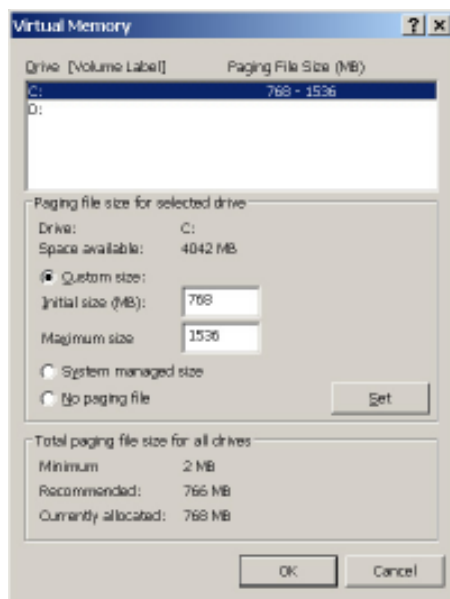 Virtual Memory
Drive [Volume Label] Paging File Size (MB)
C: 768 - 1536
D:
Paging file size for selected drive
Drive: C:
Space available: 4042 MB
Custom size:
Initial size (MB): 768
Maximum size 1536
System managed size
No paging file Set
Total paging file size for all drives
Minimum 2 MB
Recommended: 766 MB
Currently allocated: 768 MB
OK Cancel